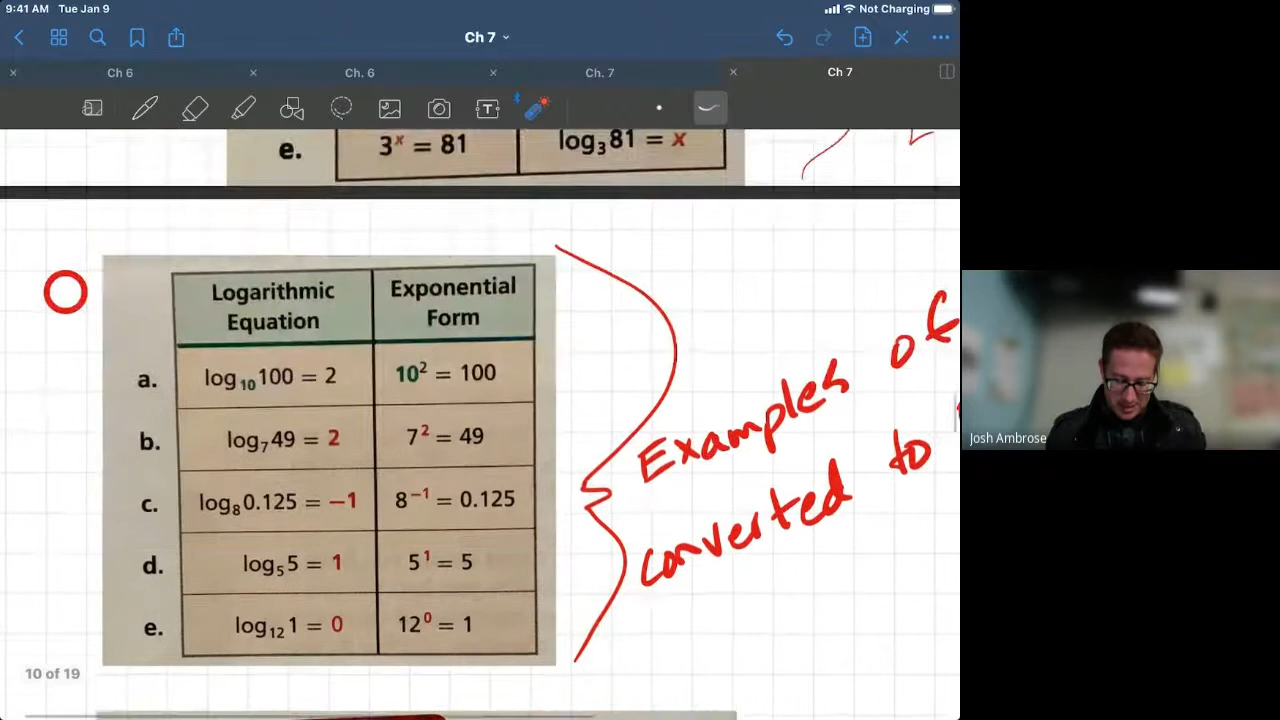 9:41 AM Tue Jan 9
Not Charging
Ch 7
Ch 6
Ch. 6
Ch. 7
Ch 7
e. 3ˣ = 81 log₃81 = x
Logarithmic Equation Exponential Form
a. log₁₀100 = 2 10² = 100
b. log₇49 = 2 7² = 49
c. log₈0.125 = −1 8⁻¹ = 0.125
d. log₅5 = 1 5¹ = 5
e. log₁₂1 = 0 12⁰ = 1
Examples of
converted to
10 of 19
Josh Ambrose